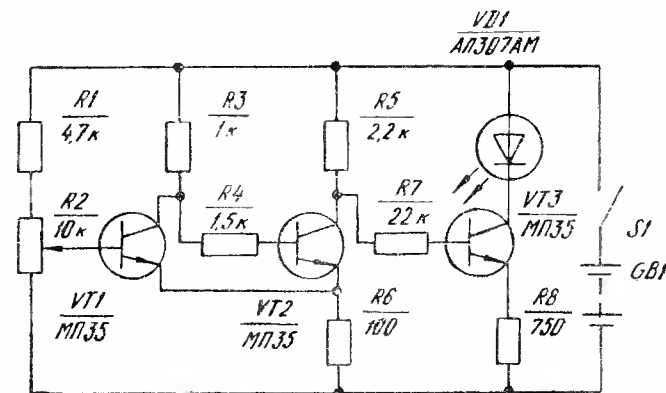 VD1
АЛ307АМ
R1
4,7к
R3
1к
R5
2,2к
R2
10к
R4
1,5к
R7
22к
VT3
МП35
S1
GB1
VT1
МП35
VT2
МП35
R6
100
R8
750